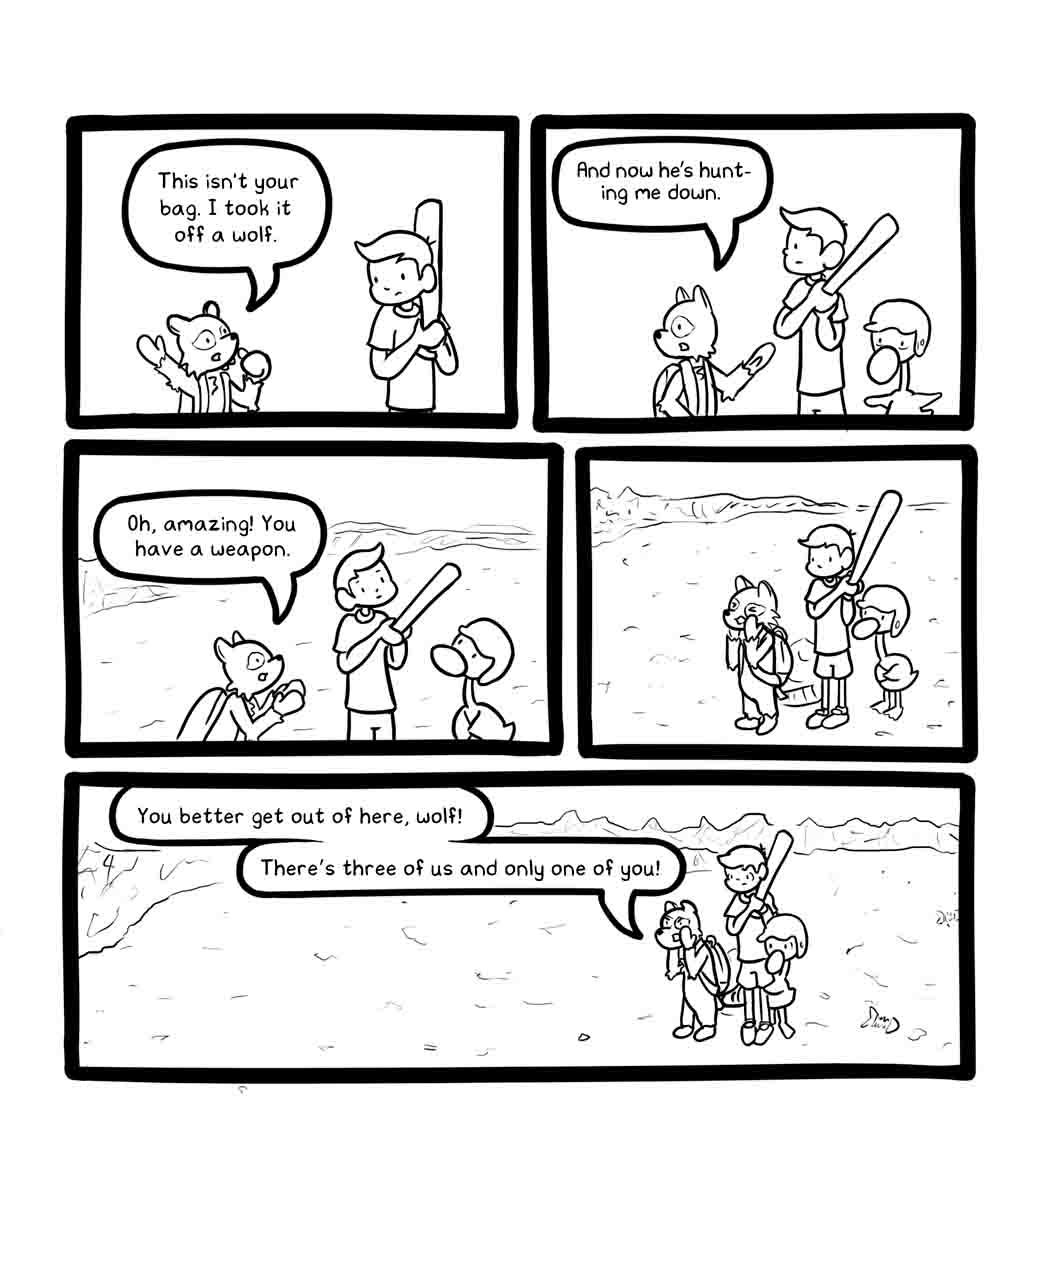 This isn't your
bag. I took it
off a wolf.
And now he's hunt-
ing me down.
Oh, amazing! You
have a weapon.
You better get out of here, wolf!
There's three of us and only one of you!